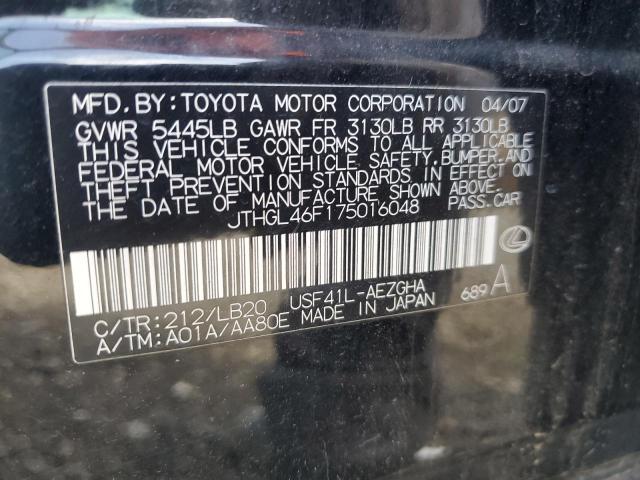 MFD. BY: TOYOTA MOTOR CORPORATION 04/07
GVWR 5445LB GAWR FR 3130LB RR 3130LB
THIS VEHICLE CONFORMS TO ALL APPLICABLE
FEDERAL MOTOR VEHICLE SAFETY, BUMPER, AND
THEFT PREVENTION STANDARDS IN EFFECT ON
THE DATE OF MANUFACTURE SHOWN ABOVE.
JTHGL46F175016048 PASS. CAR
C/TR: 212/LB20 USF41L-AEZGHA
A/TM: A01A/AA80E MADE IN JAPAN 689 A